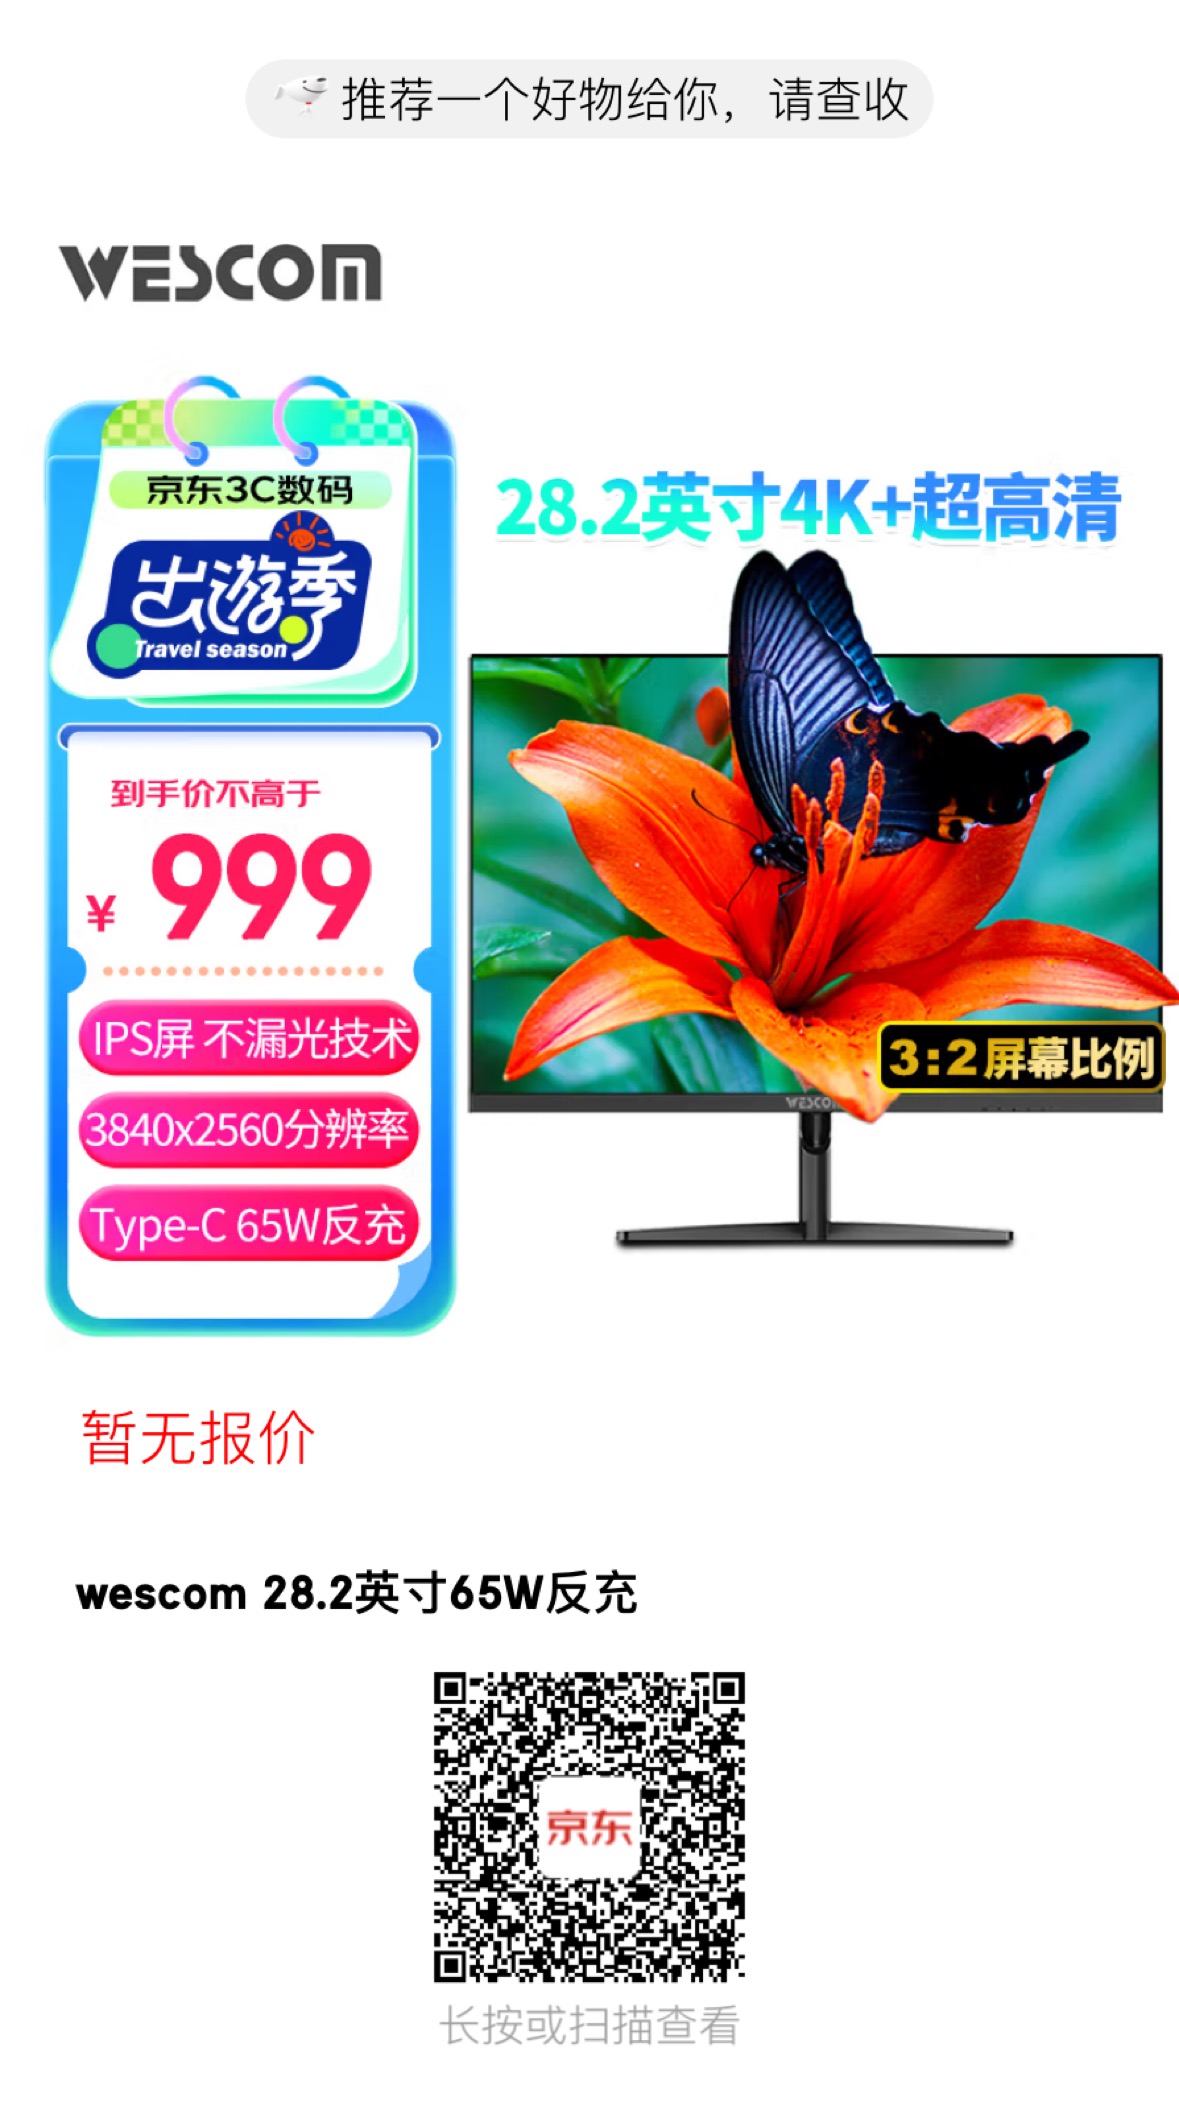 推荐一个好物给你，请查收
WESCOM
京东3C数码
出游季
Travel season
到手价不高于
¥ 999
IPS屏 不漏光技术
3840x2560分辨率
Type-C 65W反充
28.2英寸4K+超高清
3:2屏幕比例
WESCOM
暂无报价
wescom 28.2英寸65W反充
京东
长按或扫描查看